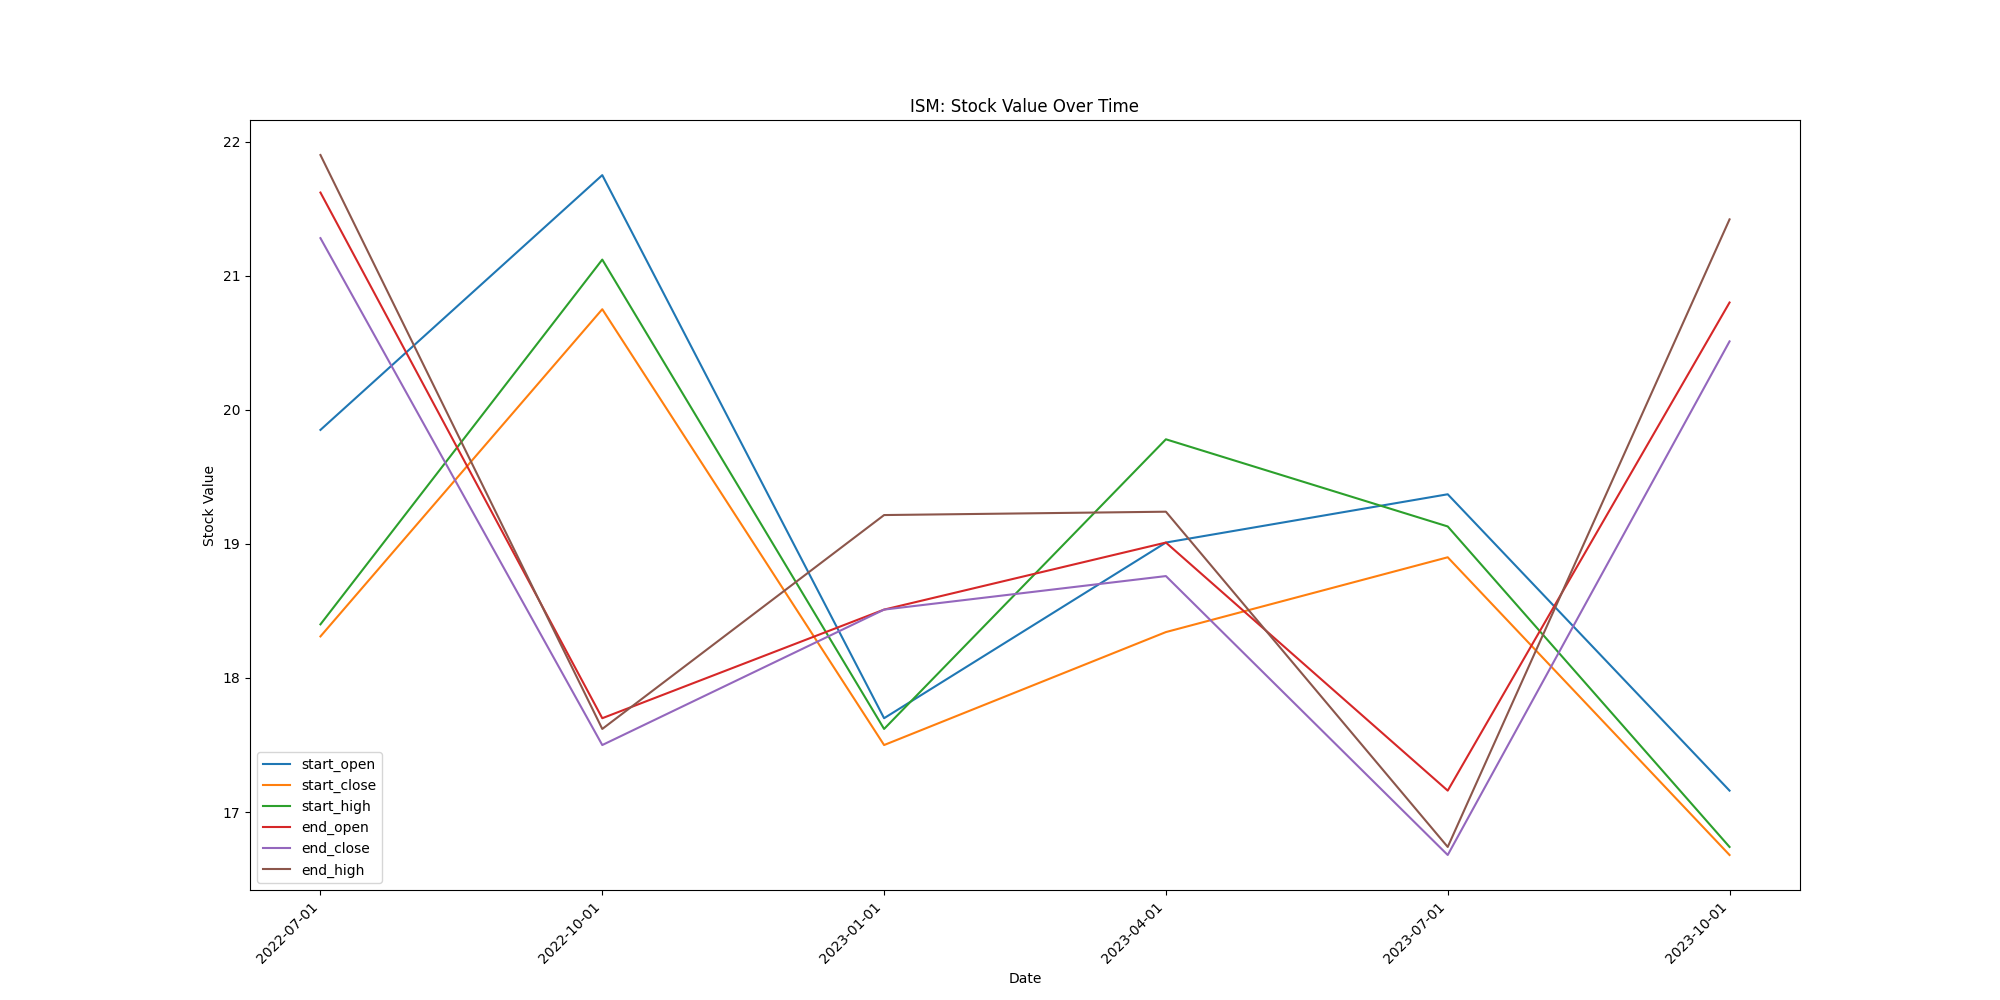 ISM: Stock Value Over Time
22
21
20
19
18
17
Stock Value
start_open
start_close
start_high
end_open
end_close
end_high
2022-07-01
2022-10-01
2023-01-01
2023-04-01
2023-07-01
2023-10-01
Date